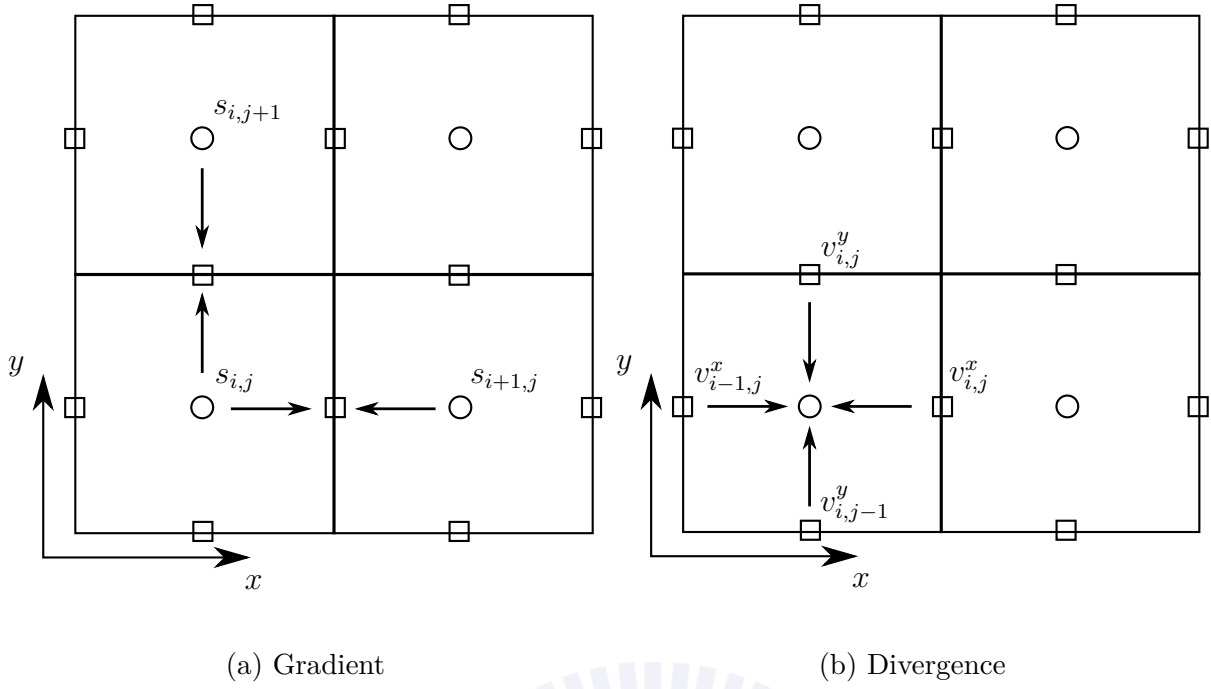 s_{i,j+1}
s_{i,j}
s_{i+1,j}
y
x
(a) Gradient
v^y_{i,j}
v^x_{i-1,j}
v^x_{i,j}
v^y_{i,j-1}
y
x
(b) Divergence